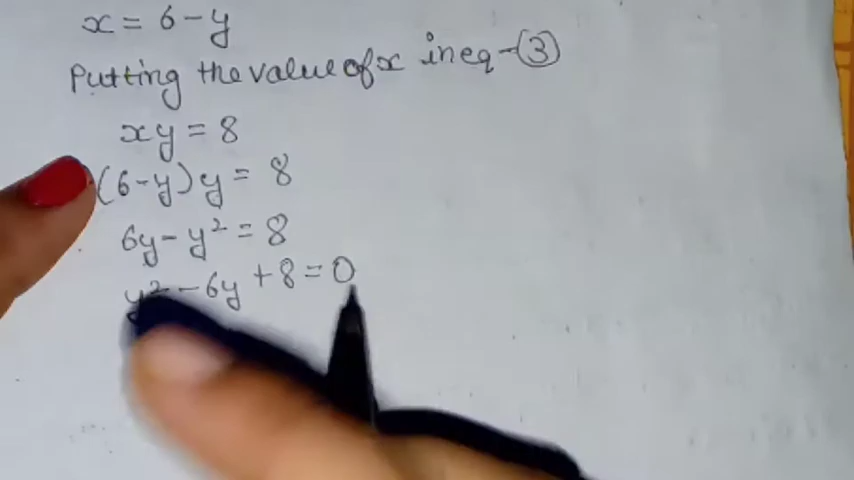 x = 6 - y
Putting the value of x in eq - (3)
xy = 8
(6-y)y = 8
6y - y² = 8
y² - 6y + 8 = 0